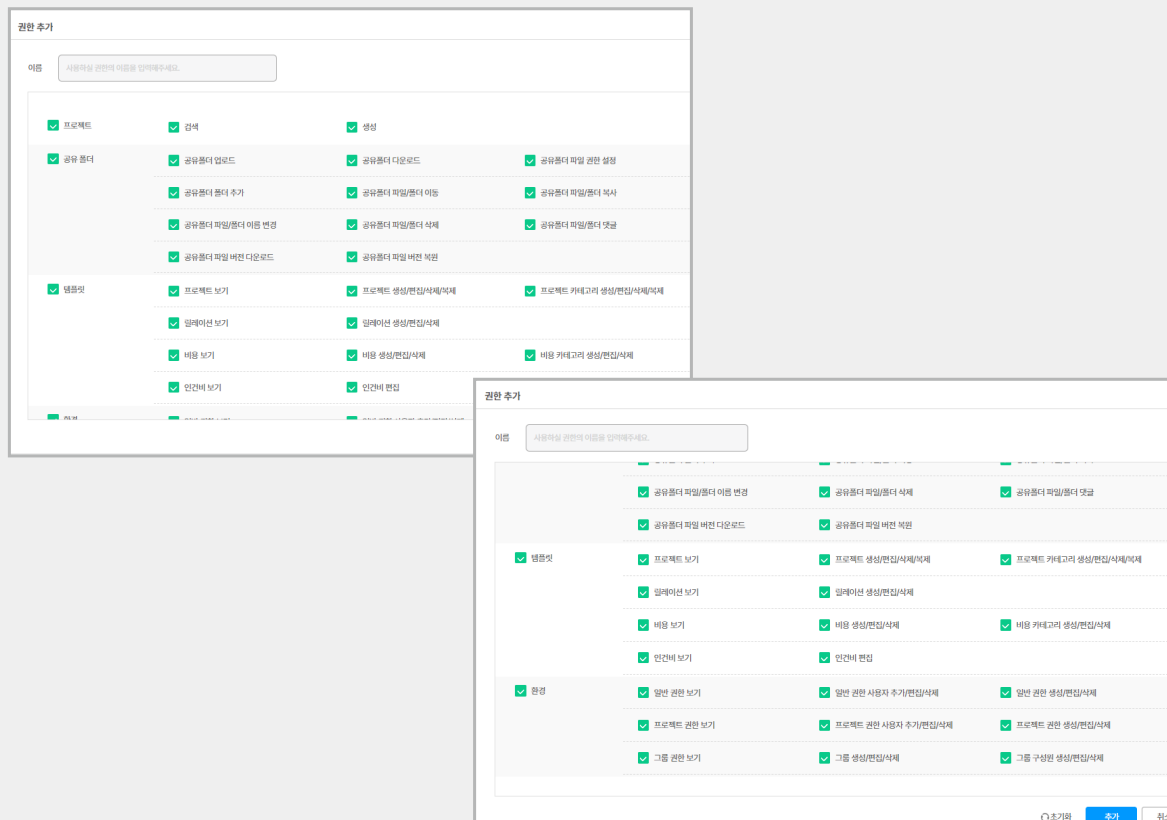 권한 추가
이름 사용하실 권한의 이름을 입력해주세요.
프로젝트 검색 생성
공유 폴더 공유폴더 업로드 공유폴더 다운로드 공유폴더 파일 권한 설정
공유폴더 폴더 추가 공유폴더 파일/폴더 이동 공유폴더 파일/폴더 복사
공유폴더 파일/폴더 이름 변경 공유폴더 파일/폴더 삭제 공유폴더 파일/폴더 댓글
공유폴더 파일 버전 다운로드 공유폴더 파일 버전 복원
템플릿 프로젝트 보기 프로젝트 생성/편집/삭제/복제 프로젝트 카테고리 생성/편집/삭제/복제
릴레이션 보기 릴레이션 생성/편집/삭제
비용 보기 비용 생성/편집/삭제 비용 카테고리 생성/편집/삭제
인건비 보기 인건비 편집
권한 추가
이름 사용하실 권한의 이름을 입력해주세요.
공유폴더 파일/폴더 이름 변경 공유폴더 파일/폴더 삭제 공유폴더 파일/폴더 댓글
공유폴더 파일 버전 다운로드 공유폴더 파일 버전 복원
템플릿 프로젝트 보기 프로젝트 생성/편집/삭제/복제 프로젝트 카테고리 생성/편집/삭제/복제
릴레이션 보기 릴레이션 생성/편집/삭제
비용 보기 비용 생성/편집/삭제 비용 카테고리 생성/편집/삭제
인건비 보기 인건비 편집
환경 일반 권한 보기 일반 권한 사용자 추가/편집/삭제 일반 권한 생성/편집/삭제
프로젝트 권한 보기 프로젝트 권한 사용자 추가/편집/삭제 프로젝트 권한 생성/편집/삭제
그룹 권한 보기 그룹 생성/편집/삭제 그룹 구성원 생성/편집/삭제
초기화 추가